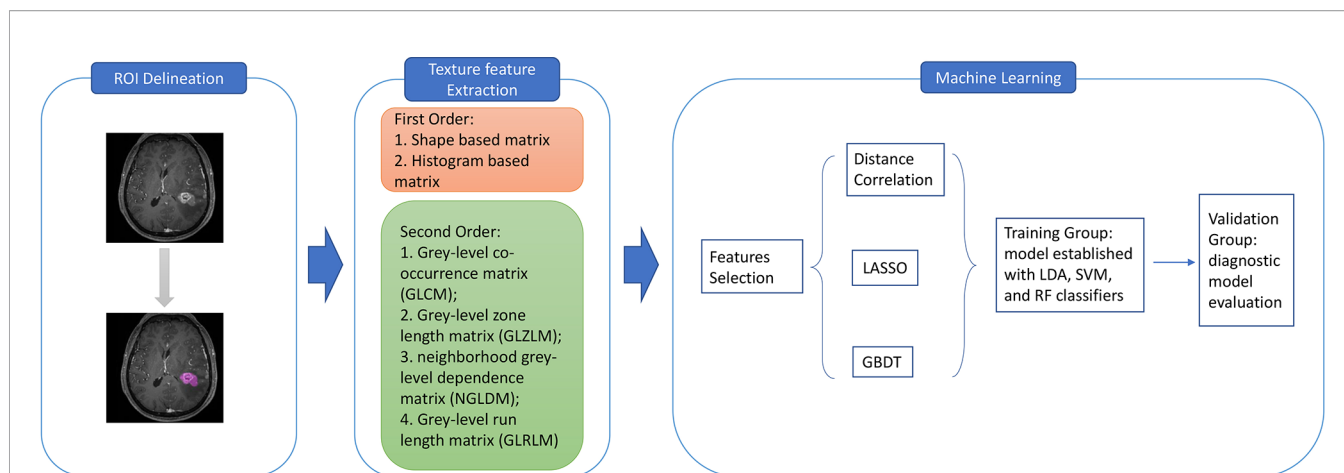 ROI Delineation
Texture feature
Extraction
First Order:
1. Shape based matrix
2. Histogram based
matrix
Second Order:
1. Grey-level co-
occurrence matrix
(GLCM);
2. Grey-level zone
length matrix (GLZLM);
3. neighborhood grey-
level dependence
matrix (NGLDM);
4. Grey-level run
length matrix (GLRLM)
Machine Learning
Features
Selection
Distance
Correlation
LASSO
GBDT
Training Group:
model established
with LDA, SVM,
and RF classifiers
Validation
Group:
diagnostic
model
evaluation